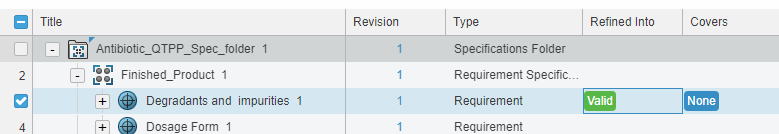 Title Revision Type Refined Into Covers
Antibiotic_QTPP_Spec_folder 1 1 Specifications Folder
2 Finished_Product 1 1 Requirement Specific...
Degradants and impurities 1 1 Requirement Valid None
4 Dosage Form 1 1 Requirement